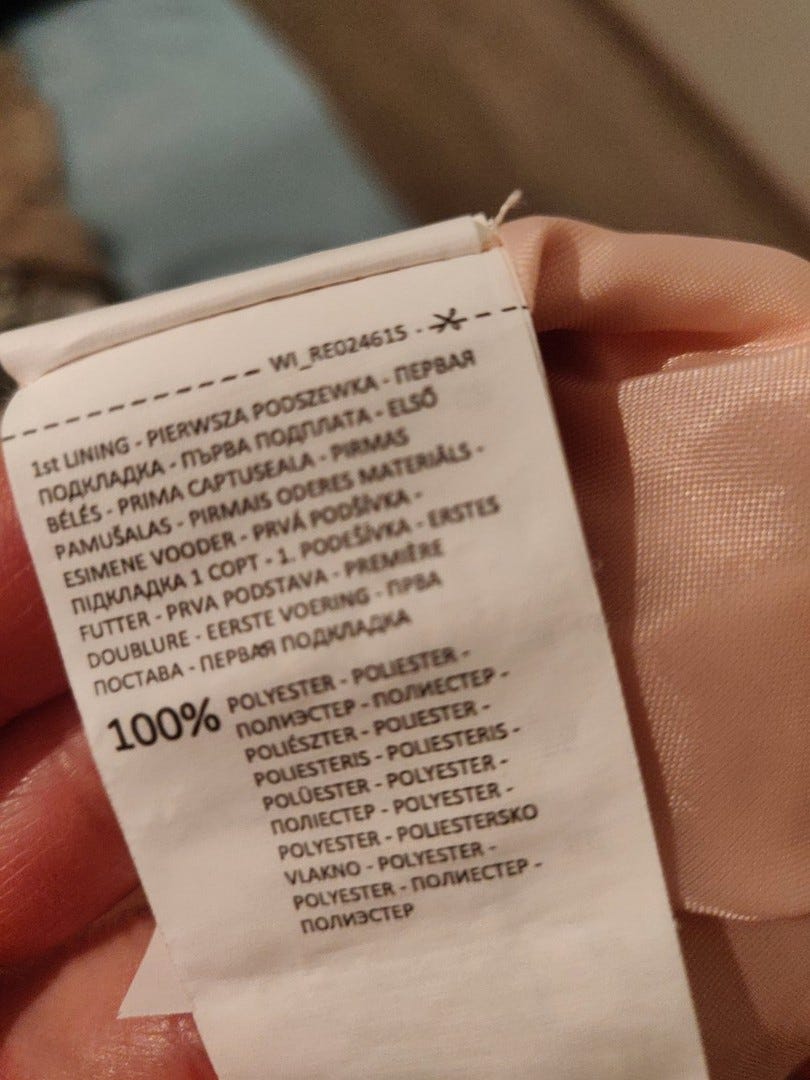 WI_RE024615
1st LINING - PIERWSZA PODSZEWKA - ПЕРВАЯ
ПОДКЛАДКА - ПЪРВА ПОДПЛАТА - ELSŐ
BÉLÉS - PRIMA CAPTUSEALA - PIRMAS
PAMUŠALAS - PIRMAIS ODERES MATERIĀLS -
ESIMENE VOODER - PRVÁ PODŠÍVKA -
ПІДКЛАДКА 1 СОРТ - 1. PODEŠÍVKA - ERSTES
FUTTER - PRVA PODSTAVA - PREMIÈRE
DOUBLURE - EERSTE VOERING - ПРВА
ПОСТАВА - ПЕРВАЯ ПОДКЛАДКА
100% POLYESTER - POLIESTER -
ПОЛИЭСТЕР - ПОЛИЕСТЕР -
POLIÉSZTER - POLIESTER -
POLIESTERIS - POLIESTERIS -
POLÜESTER - POLYESTER -
ПОЛІЕСТЕР - POLYESTER -
POLYESTER - POLIESTERSKO
VLAKNO - POLYESTER -
POLYESTER - ПОЛИЕСТЕР -
ПОЛИЭСТЕР